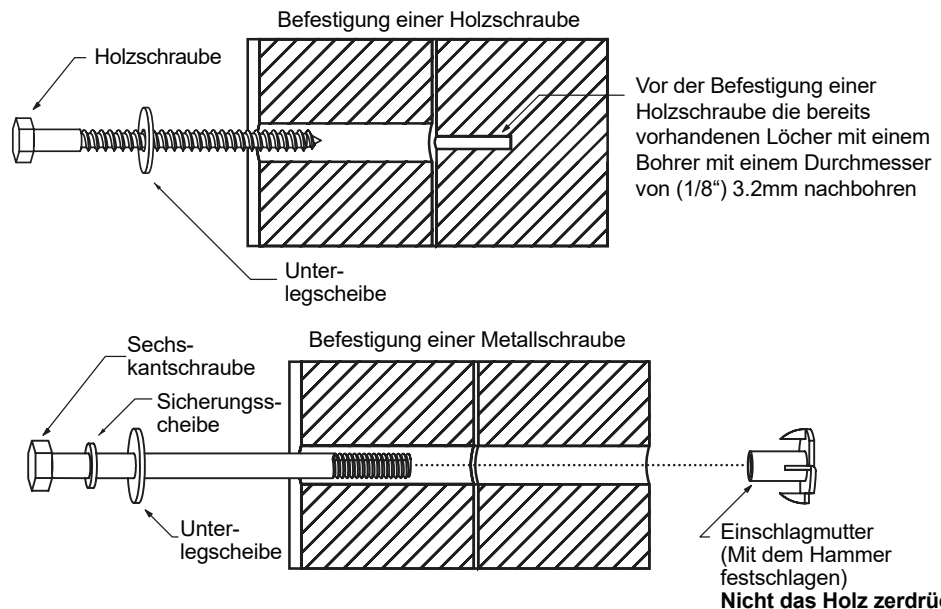 Befestigung einer Holzschraube
Holzschraube
Vor der Befestigung einer
Holzschraube die bereits
vorhandenen Löcher mit einem
Bohrer mit einem Durchmesser
von (1/8“) 3.2mm nachbohren
Unter-
legscheibe
Befestigung einer Metallschraube
Sechs-
kantschraube
Sicherungss-
cheibe
Unter-
legscheibe
Einschlagmutter
(Mit dem Hammer
festschlagen)
Nicht das Holz